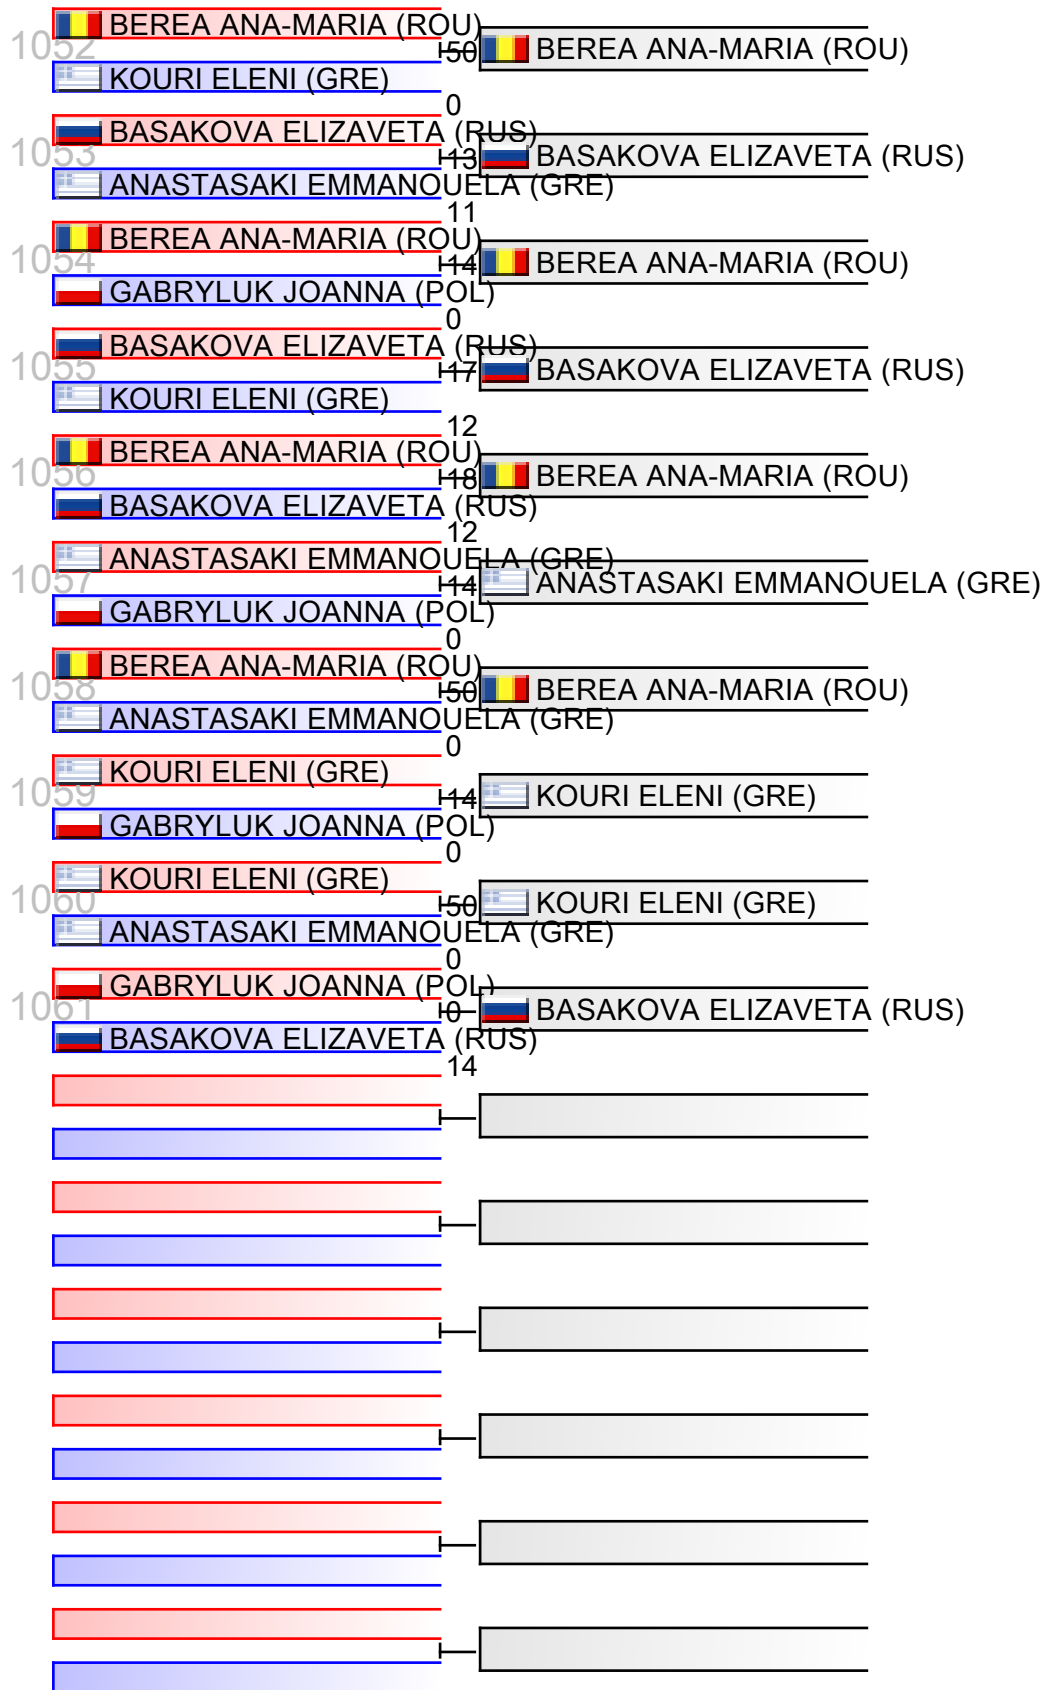 BEREA ANA-MARIA (ROU)
1052
50
BEREA ANA-MARIA (ROU)
KOURI ELENI (GRE)
0
BASAKOVA ELIZAVETA (RUS)
1053
13
BASAKOVA ELIZAVETA (RUS)
ANASTASAKI EMMANOUELA (GRE)
11
BEREA ANA-MARIA (ROU)
1054
14
BEREA ANA-MARIA (ROU)
GABRYLUK JOANNA (POL)
0
BASAKOVA ELIZAVETA (RUS)
1055
17
BASAKOVA ELIZAVETA (RUS)
KOURI ELENI (GRE)
12
BEREA ANA-MARIA (ROU)
1056
18
BEREA ANA-MARIA (ROU)
BASAKOVA ELIZAVETA (RUS)
12
ANASTASAKI EMMANOUELA (GRE)
1057
14
ANASTASAKI EMMANOUELA (GRE)
GABRYLUK JOANNA (POL)
0
BEREA ANA-MARIA (ROU)
1058
50
BEREA ANA-MARIA (ROU)
ANASTASAKI EMMANOUELA (GRE)
0
KOURI ELENI (GRE)
1059
14
KOURI ELENI (GRE)
GABRYLUK JOANNA (POL)
0
KOURI ELENI (GRE)
1060
50
KOURI ELENI (GRE)
ANASTASAKI EMMANOUELA (GRE)
0
GABRYLUK JOANNA (POL)
1061
0
BASAKOVA ELIZAVETA (RUS)
BASAKOVA ELIZAVETA (RUS)
14